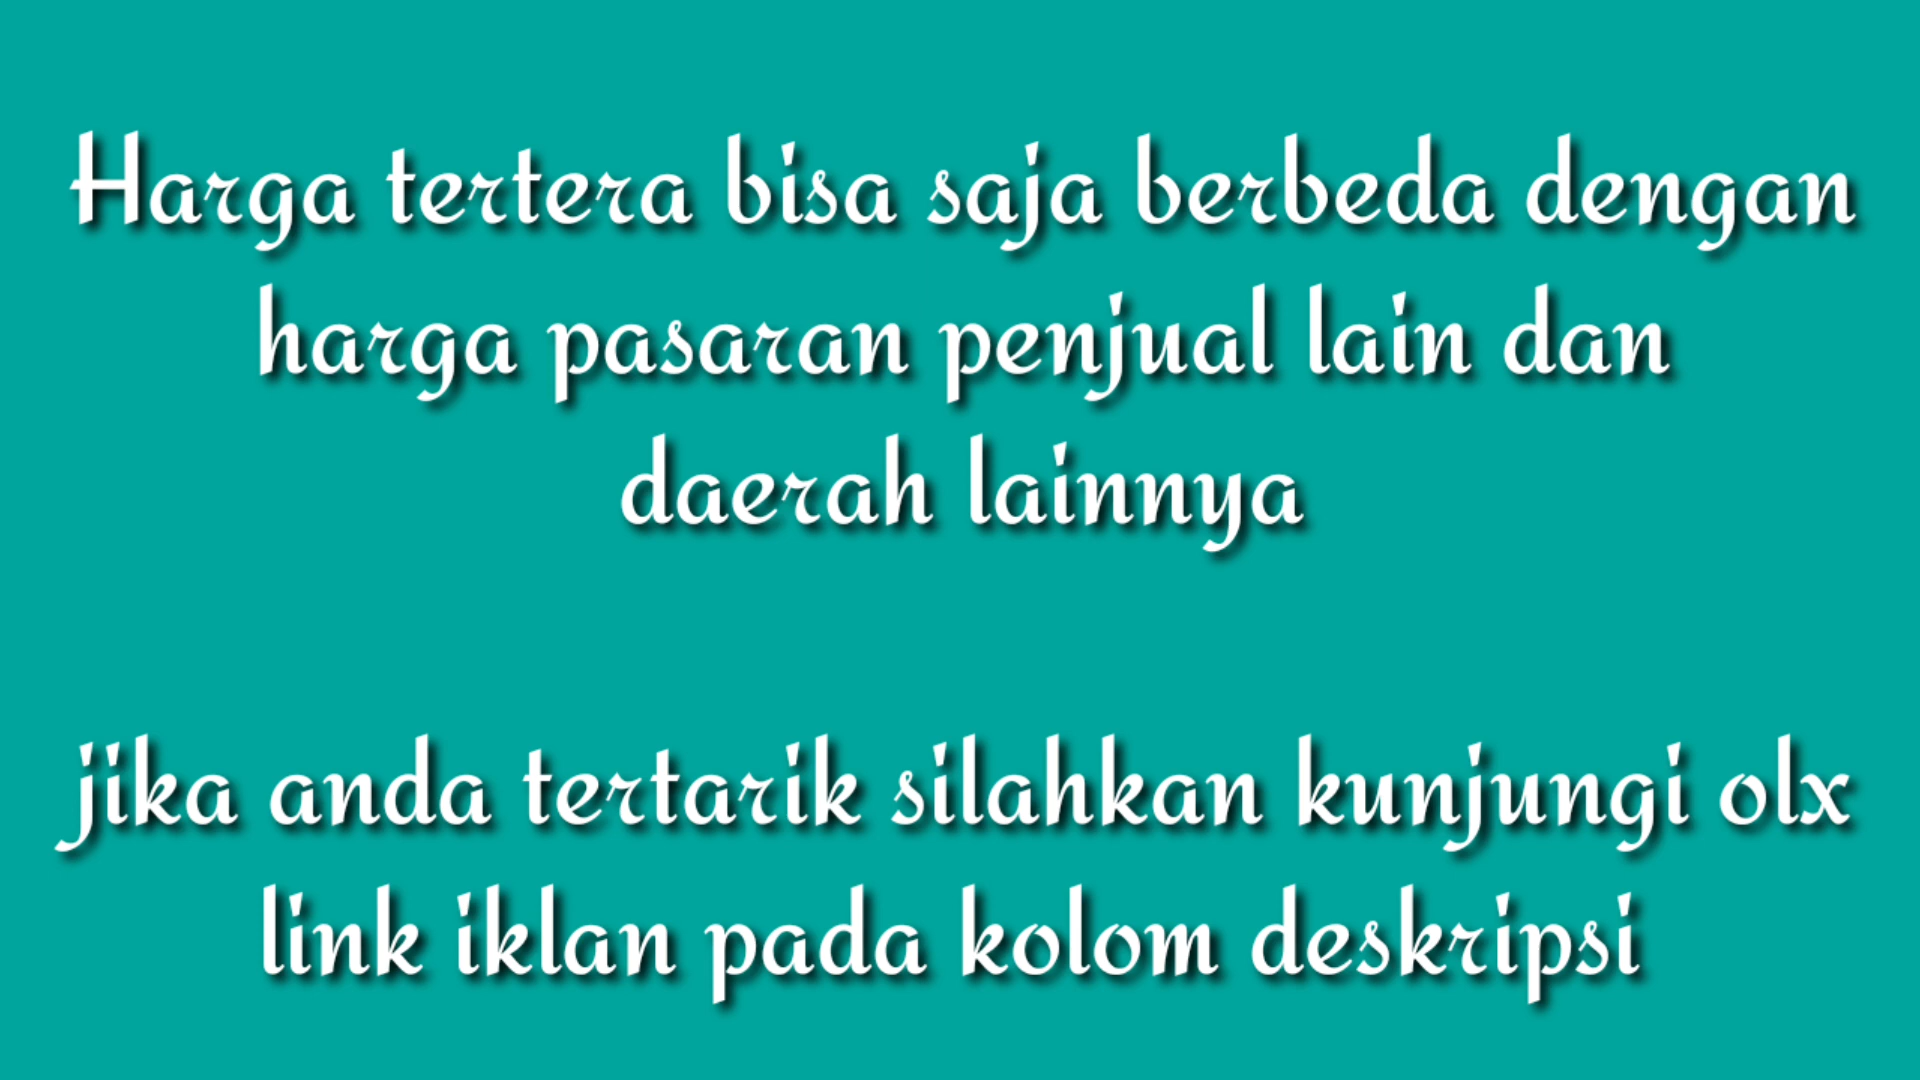 Harga tertera bisa saja berbeda dengan
harga pasaran penjual lain dan
daerah lainnya
jika anda tertarik silahkan kunjungi olx
link iklan pada kolom deskripsi